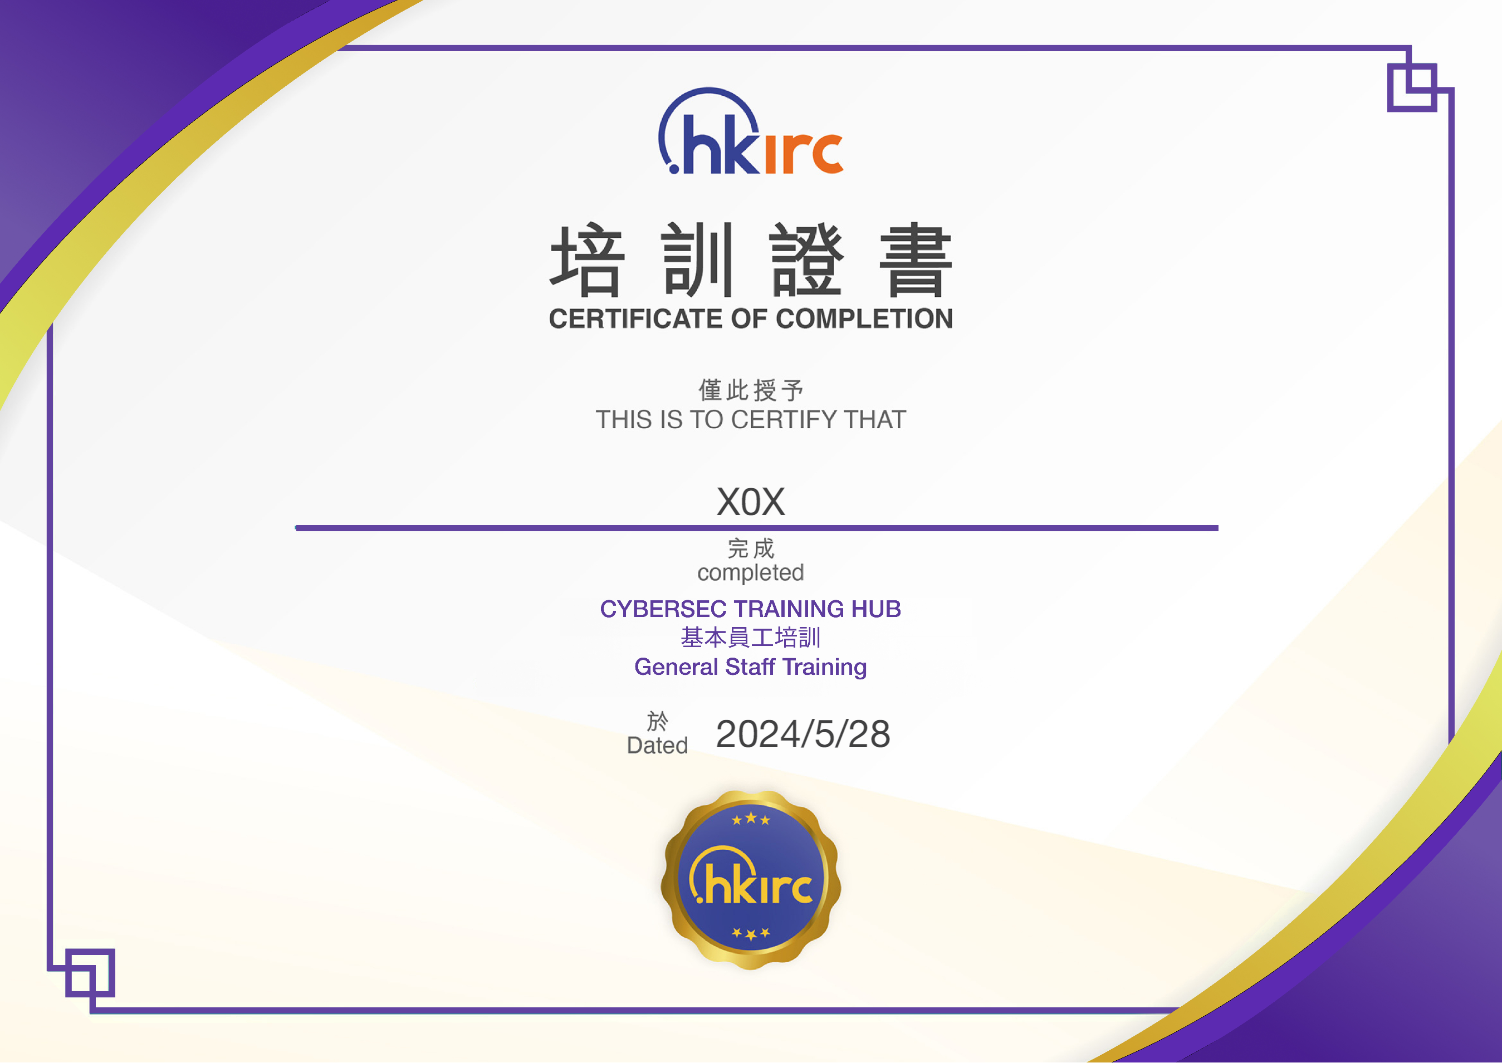 .hkirc
培訓證書
CERTIFICATE OF COMPLETION
僅此授予
THIS IS TO CERTIFY THAT
X0X
完成
completed
CYBERSEC TRAINING HUB
基本員工培訓
General Staff Training
於
Dated 2024/5/28
.hkirc